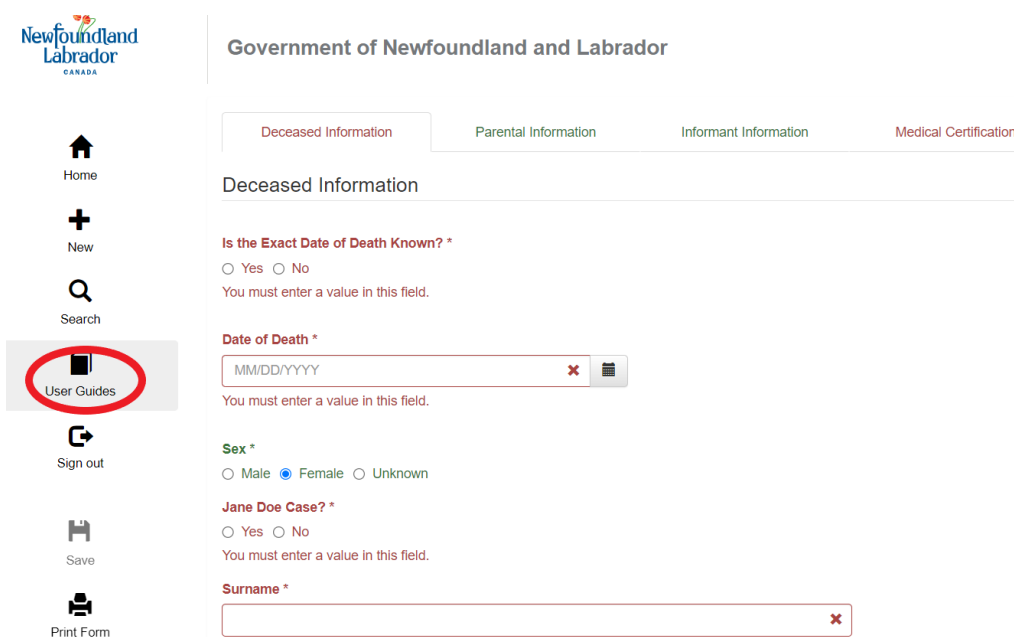 Newfoundland
Labrador
CANADA
Government of Newfoundland and Labrador
Home
New
Search
User Guides
Sign out
Save
Print Form
Deceased Information Parental Information Informant Information Medical Certification
Deceased Information
Is the Exact Date of Death Known? *
Yes No
You must enter a value in this field.
Date of Death *
MM/DD/YYYY
You must enter a value in this field.
Sex *
Male Female Unknown
Jane Doe Case? *
Yes No
You must enter a value in this field.
Surname *